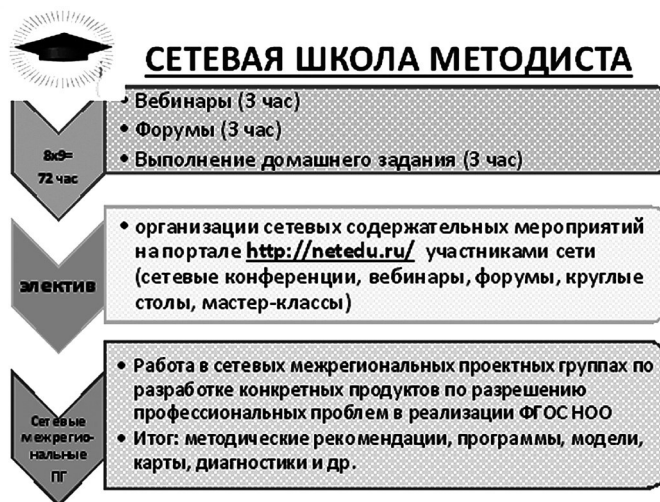 СЕТЕВАЯ ШКОЛА МЕТОДИСТА
8х9=
72 час
• Вебинары (3 час)
• Форумы (3 час)
• Выполнение домашнего задания (3 час)
электив
• организации сетевых содержательных мероприятий
на портале http://netedu.ru/ участниками сети
(сетевые конференции, вебинары, форумы, круглые
столы, мастер-классы)
Сетевые
межрегио-
нальные
ПГ
• Работа в сетевых межрегиональных проектных группах по
разработке конкретных продуктов по разрешению
профессиональных проблем в реализации ФГОС НОО
• Итог: методические рекомендации, программы, модели,
карты, диагностики и др.